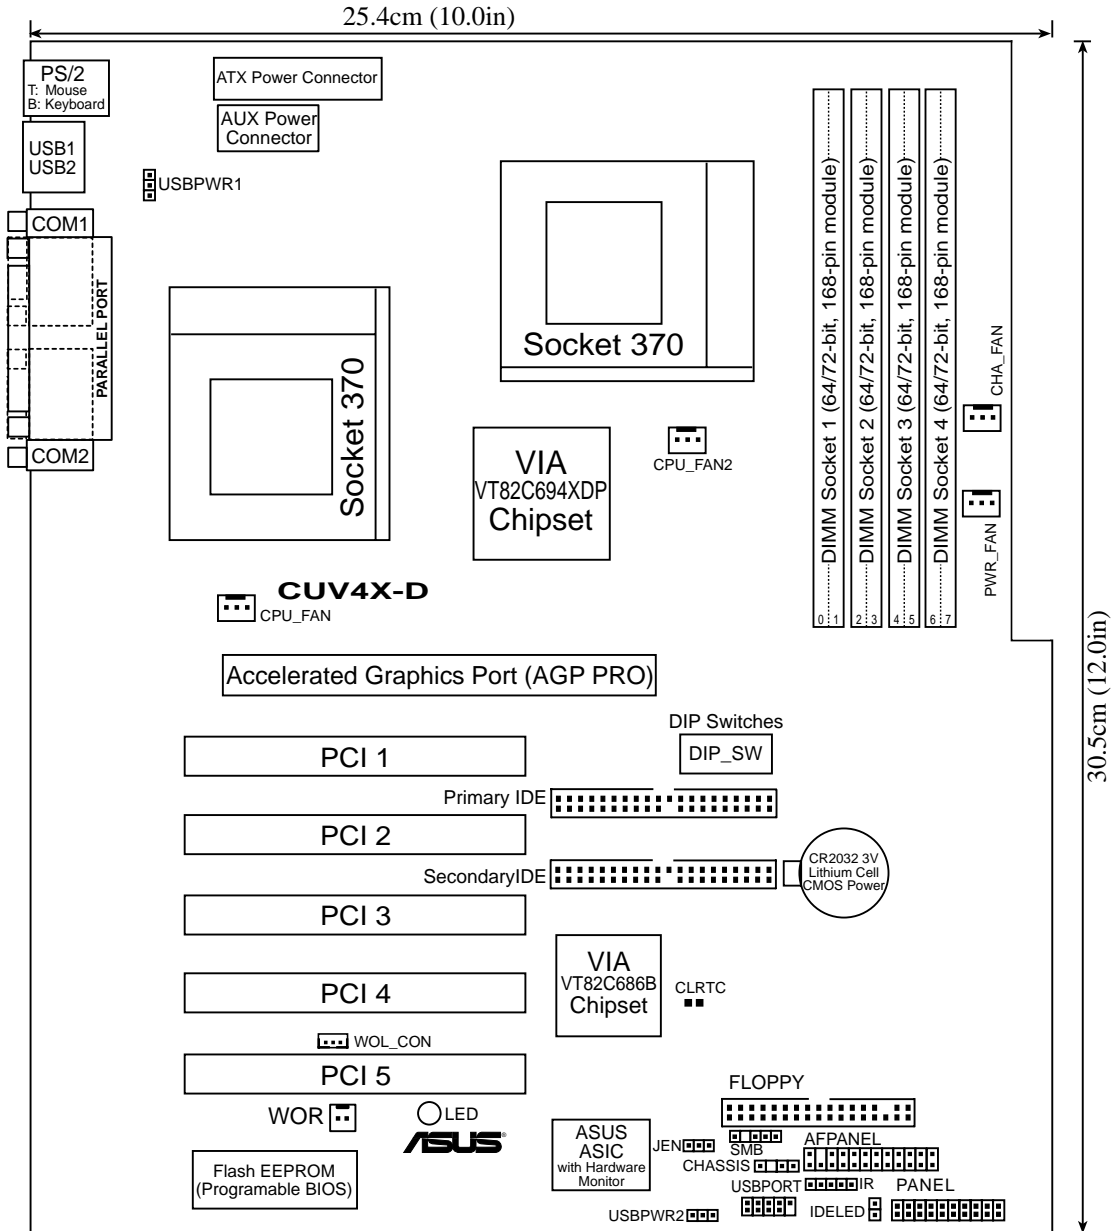 25.4cm (10.0in)
PS/2
T: Mouse
B: Keyboard
ATX Power Connector
AUX Power
Connector
USB1
USB2
USBPWR1
COM1
PARALLEL PORT
COM2
Socket 370
Socket 370
DIMM Socket 1 (64/72-bit, 168-pin module)
DIMM Socket 2 (64/72-bit, 168-pin module)
DIMM Socket 3 (64/72-bit, 168-pin module)
DIMM Socket 4 (64/72-bit, 168-pin module)
0 1
2 3
4 5
6 7
CHA_FAN
PWR_FAN
CPU_FAN2
VIA
VT82C694XDP
Chipset
CUV4X-D
CPU_FAN
30.5cm (12.0in)
Accelerated Graphics Port (AGP PRO)
DIP Switches
DIP_SW
PCI 1
Primary IDE
PCI 2
SecondaryIDE
CR2032 3V
Lithium Cell
CMOS Power
PCI 3
VIA
VT82C686B
Chipset
CLRTC
PCI 4
WOL_CON
PCI 5
FLOPPY
WOR
LED
ASUS®
ASUS
ASIC
with Hardware
Monitor
JEN
SMB
AFPANEL
CHASSIS
Flash EEPROM
(Programable BIOS)
USBPORT
IR
PANEL
USBPWR2
IDELED